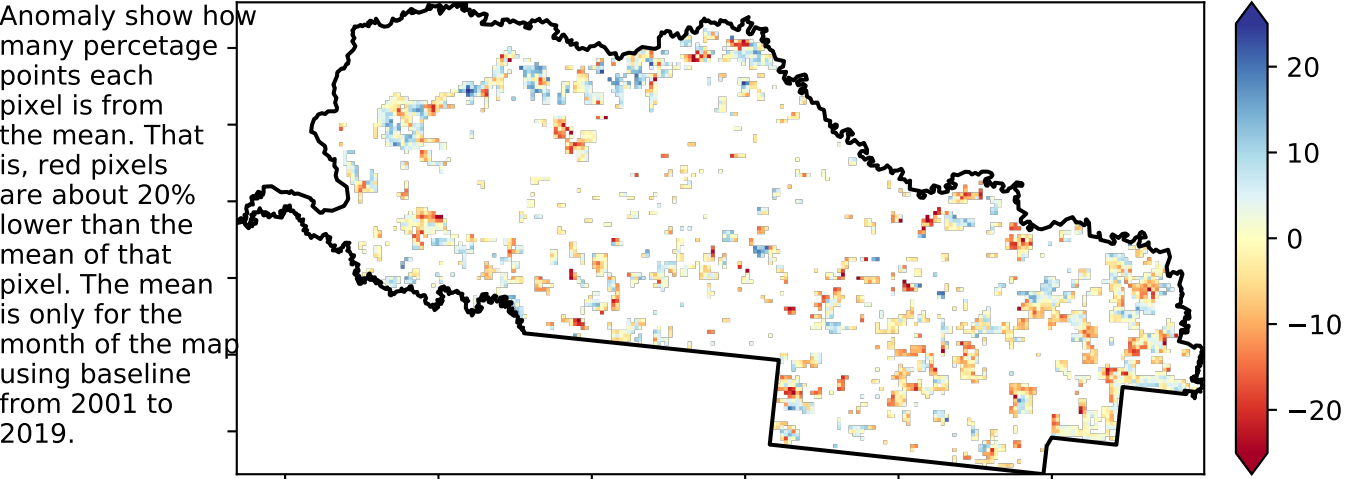 Anomaly show how
many percetage
points each
pixel is from
the mean. That
is, red pixels
are about 20%
lower than the
mean of that
pixel. The mean
is only for the
month of the map
using baseline
from 2001 to
2019.
20
10
0
−10
−20